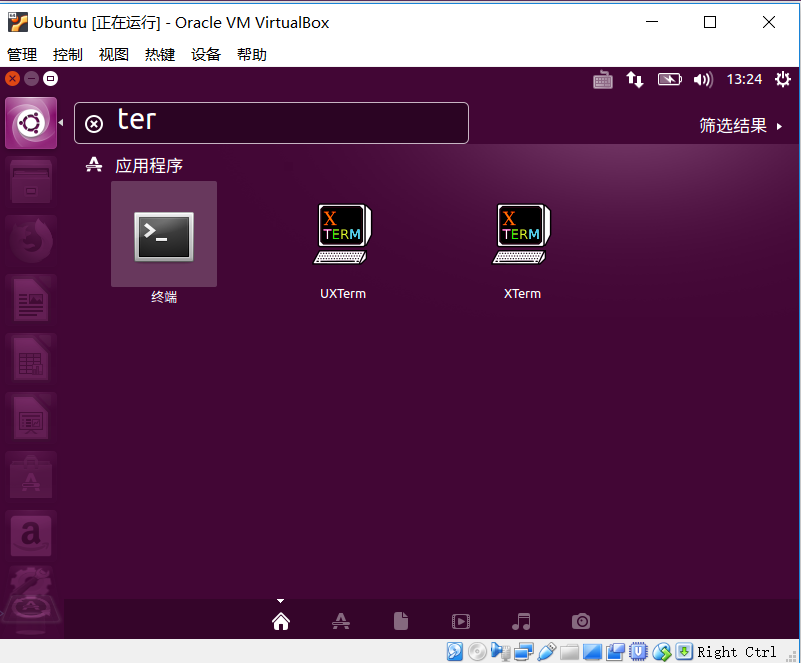 Ubuntu [正在运行] - Oracle VM VirtualBox
管理 控制 视图 热键 设备 帮助
13:24
ter
筛选结果
应用程序
X TERM
X TERM
终端
UXTerm
XTerm
a
Right Ctrl